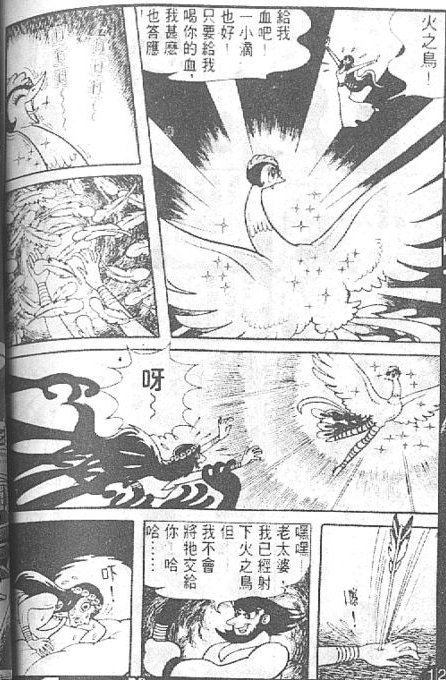 火之鳥！
給我
血吧！
一小滴
也好！
只要給我
喝你的血，
我甚麼
也答應
呀
嘿嘿！
老太婆，
我已經射
下火之鳥
但
我不會
將牠交給
你 哈
哈……
12